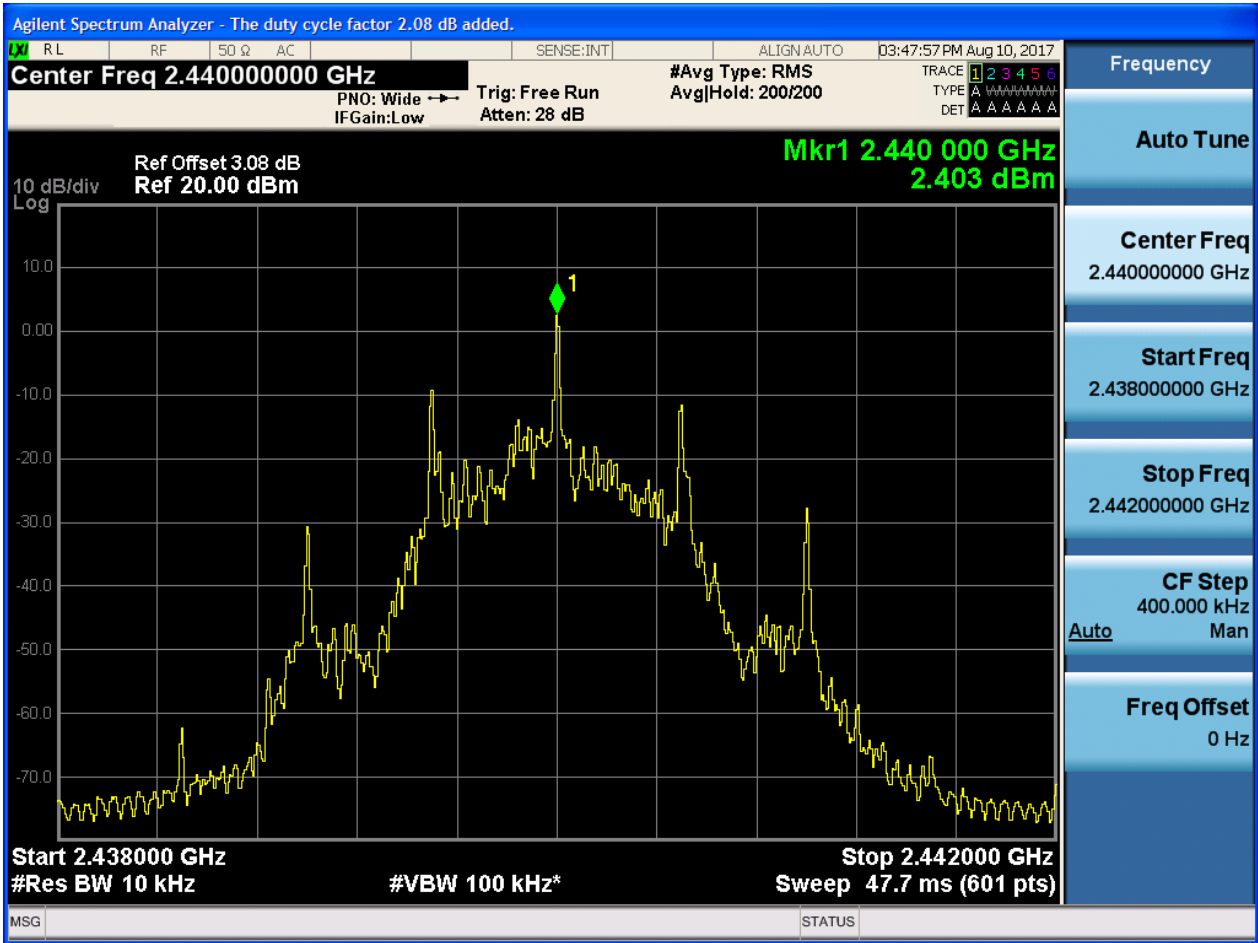 Agilent Spectrum Analyzer - The duty cycle factor 2.08 dB added.
LXI RL RF 50 Ω AC SENSE:INT ALIGN AUTO 03:47:57 PM Aug 10, 2017
Center Freq 2.440000000 GHz
PNO: Wide
IFGain:Low
Trig: Free Run
Atten: 28 dB
#Avg Type: RMS
Avg|Hold: 200/200
TRACE 1 2 3 4 5 6
TYPE A WWWWW
DET A A A A A A
Mkr1 2.440 000 GHz
2.403 dBm
Ref Offset 3.08 dB
10 dB/div Ref 20.00 dBm
Log
1
10.0
0.00
-10.0
-20.0
-30.0
-40.0
-50.0
-60.0
-70.0
Start 2.438000 GHz Stop 2.442000 GHz
#Res BW 10 kHz #VBW 100 kHz* Sweep 47.7 ms (601 pts)
MSG STATUS
Frequency
Auto Tune
Center Freq
2.440000000 GHz
Start Freq
2.438000000 GHz
Stop Freq
2.442000000 GHz
CF Step
400.000 kHz
Auto Man
Freq Offset
0 Hz